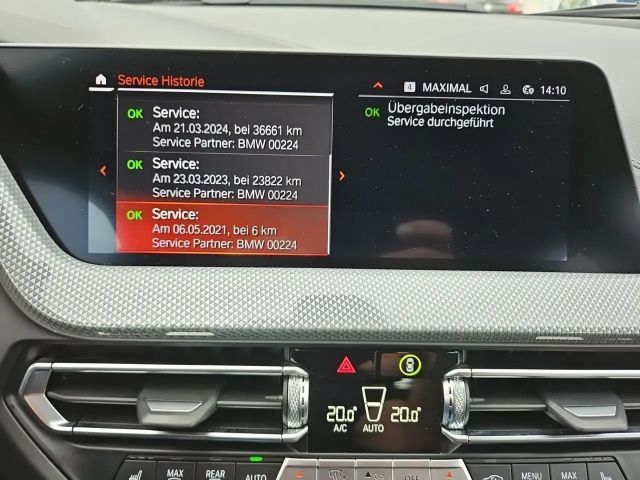 Service Historie
4 MAXIMAL 14:10
OK Service:
Am 21.03.2024, bei 36661 km
Service Partner: BMW 00224
OK Service:
Am 23.03.2023, bei 23822 km
Service Partner: BMW 00224
OK Service:
Am 06.05.2021, bei 6 km
Service Partner: BMW 00224
OK Übergabeinspektion
Service durchgeführt
20.0° 20.0°
A/C AUTO
MAX REAR AUTO OFF MENU MAX